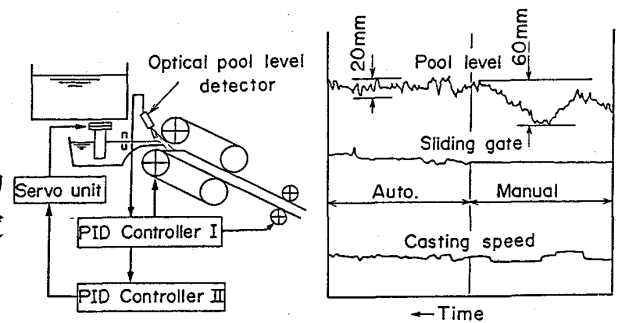 Optical pool level
detector
Servo unit
PID Controller I
PID Controller II
20mm
Pool level
60mm
Sliding gate
Auto.
Manual
Casting speed
←Time